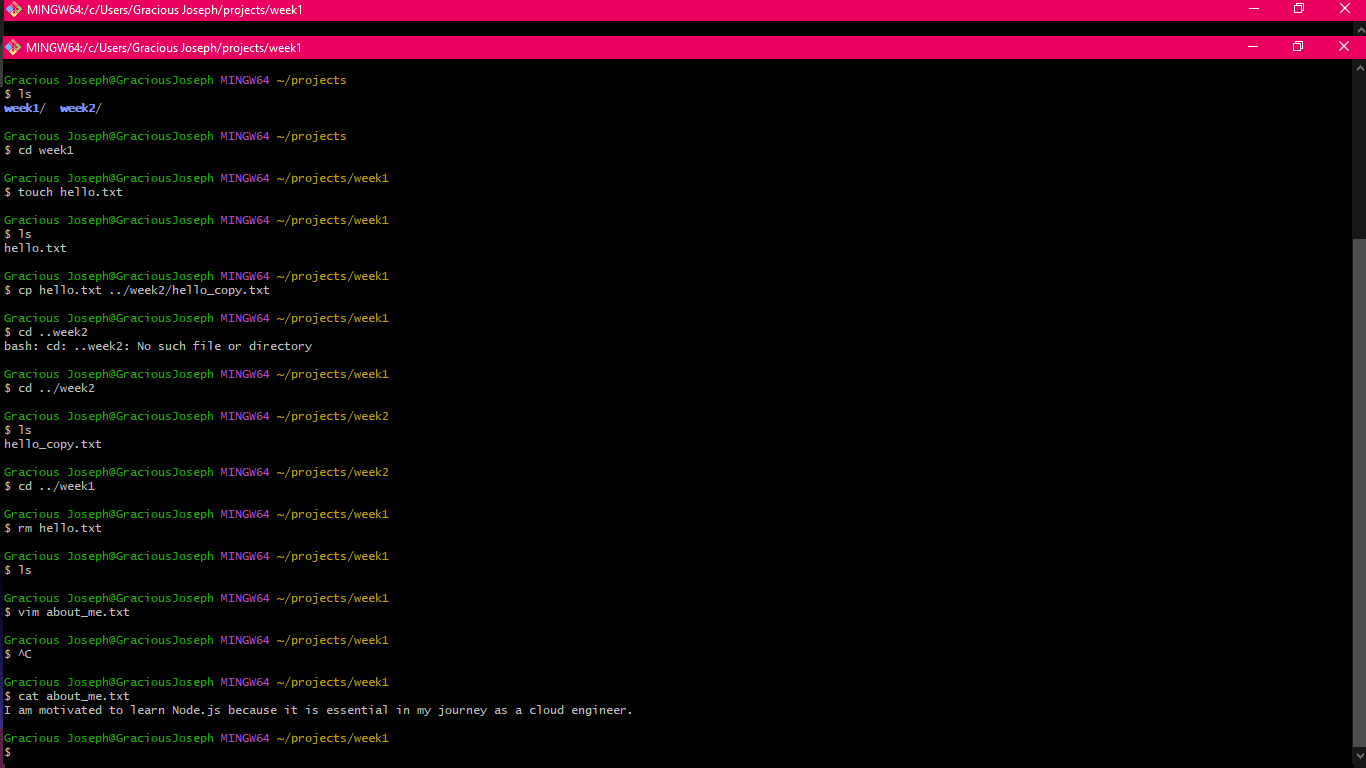 MINGW64:/c/Users/Gracious Joseph/projects/week1
MINGW64:/c/Users/Gracious Joseph/projects/week1
Gracious Joseph@GraciousJoseph MINGW64 ~/projects
$ ls
week1/  week2/
Gracious Joseph@GraciousJoseph MINGW64 ~/projects
$ cd week1
Gracious Joseph@GraciousJoseph MINGW64 ~/projects/week1
$ touch hello.txt
Gracious Joseph@GraciousJoseph MINGW64 ~/projects/week1
$ ls
hello.txt
Gracious Joseph@GraciousJoseph MINGW64 ~/projects/week1
$ cp hello.txt ../week2/hello_copy.txt
Gracious Joseph@GraciousJoseph MINGW64 ~/projects/week1
$ cd ..week2
bash: cd: ..week2: No such file or directory
Gracious Joseph@GraciousJoseph MINGW64 ~/projects/week1
$ cd ../week2
Gracious Joseph@GraciousJoseph MINGW64 ~/projects/week2
$ ls
hello_copy.txt
Gracious Joseph@GraciousJoseph MINGW64 ~/projects/week2
$ cd ../week1
Gracious Joseph@GraciousJoseph MINGW64 ~/projects/week1
$ rm hello.txt
Gracious Joseph@GraciousJoseph MINGW64 ~/projects/week1
$ ls
Gracious Joseph@GraciousJoseph MINGW64 ~/projects/week1
$ vim about_me.txt
Gracious Joseph@GraciousJoseph MINGW64 ~/projects/week1
$ ^C
Gracious Joseph@GraciousJoseph MINGW64 ~/projects/week1
$ cat about_me.txt
I am motivated to learn Node.js because it is essential in my journey as a cloud engineer.
Gracious Joseph@GraciousJoseph MINGW64 ~/projects/week1
$